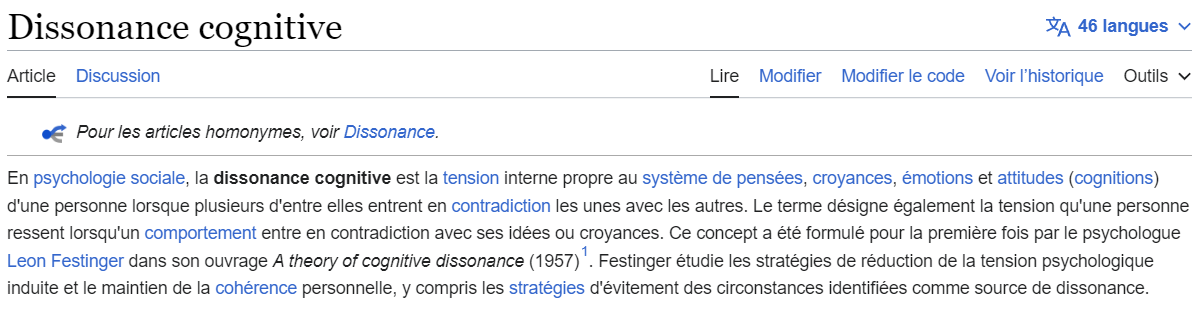 Dissonance cognitive
46 langues
Article Discussion Lire Modifier Modifier le code Voir l’historique Outils
Pour les articles homonymes, voir Dissonance.
En psychologie sociale, la dissonance cognitive est la tension interne propre au système de pensées, croyances, émotions et attitudes (cognitions)
d'une personne lorsque plusieurs d'entre elles entrent en contradiction les unes avec les autres. Le terme désigne également la tension qu'une personne
ressent lorsqu'un comportement entre en contradiction avec ses idées ou croyances. Ce concept a été formulé pour la première fois par le psychologue
Leon Festinger dans son ouvrage A theory of cognitive dissonance (1957)1. Festinger étudie les stratégies de réduction de la tension psychologique
induite et le maintien de la cohérence personnelle, y compris les stratégies d'évitement des circonstances identifiées comme source de dissonance.